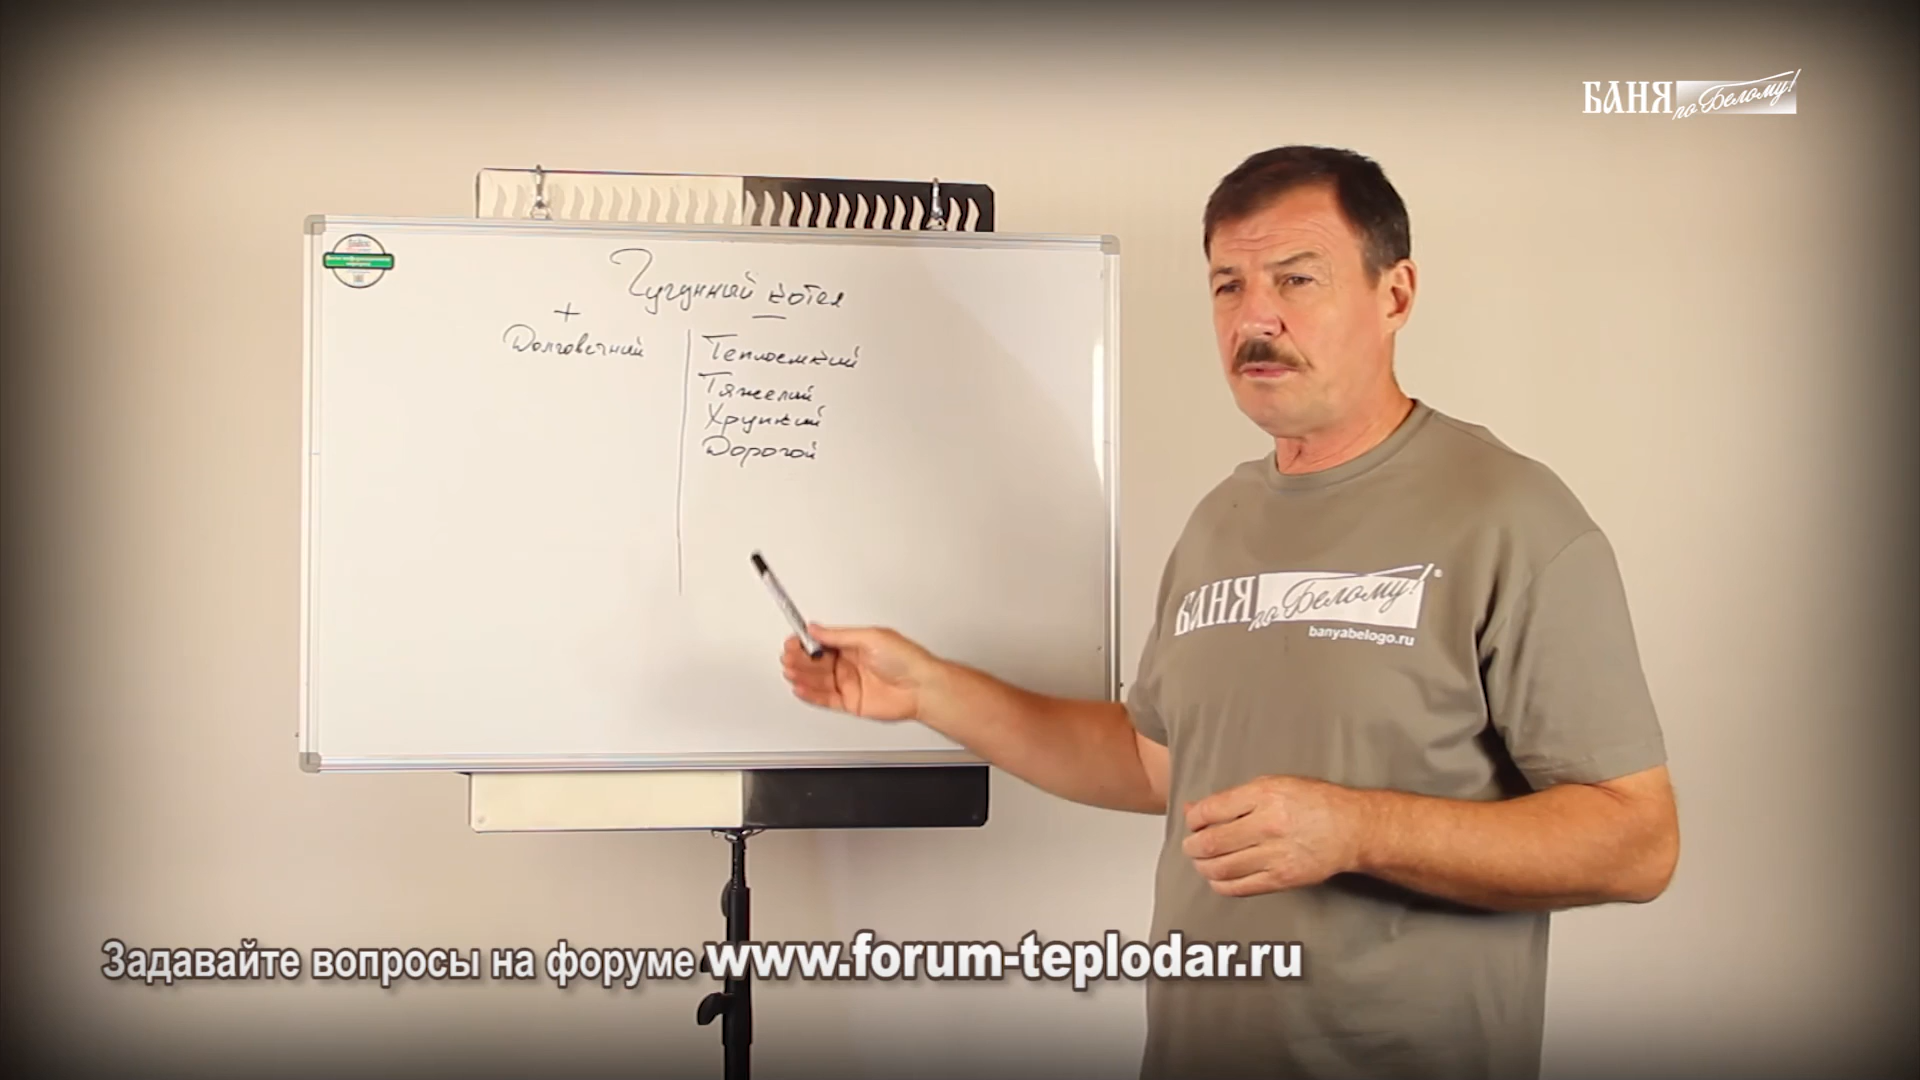 БАНЯ по Белому!
Чугунный котел
+ −
Долговечный
Теплоемкий
Тяжелый
Хрупкий
Дорогой
БАНЯ по Белому! ®
banyabelogo.ru
Задавайте вопросы на форуме www.forum-teplodar.ru